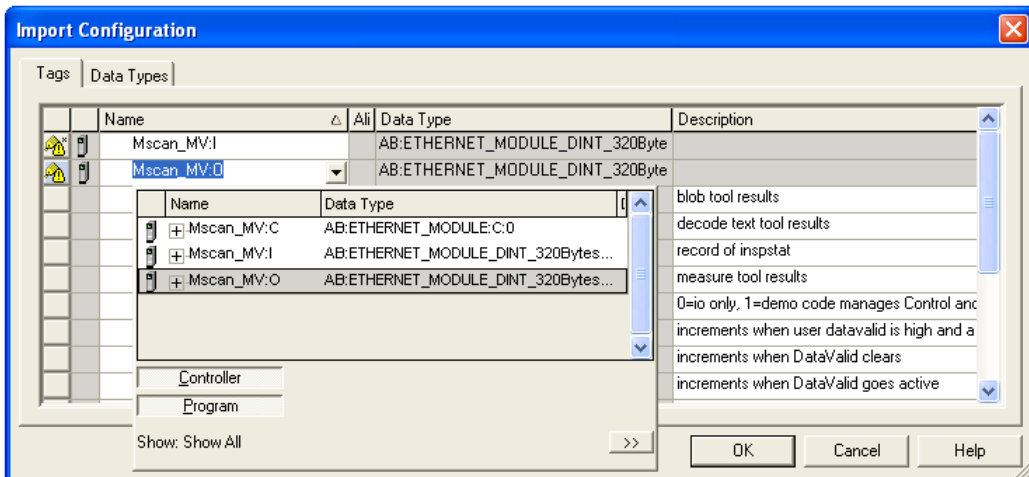 Import Configuration
Tags Data Types
Name Ali Data Type Description
Mscan_MV:I AB:ETHERNET_MODULE_DINT_320Byte
Mscan_MV:O AB:ETHERNET_MODULE_DINT_320Byte
Name Data Type blob tool results
Mscan_MV:C AB:ETHERNET_MODULE:C:0 decode text tool results
Mscan_MV:I AB:ETHERNET_MODULE_DINT_320Bytes... record of inspstat
Mscan_MV:O AB:ETHERNET_MODULE_DINT_320Bytes... measure tool results
0=io only, 1=demo code manages Control and
increments when user datavalid is high and a
increments when DataValid clears
Controller increments when DataValid goes active
Program
Show: Show All >>
OK Cancel Help